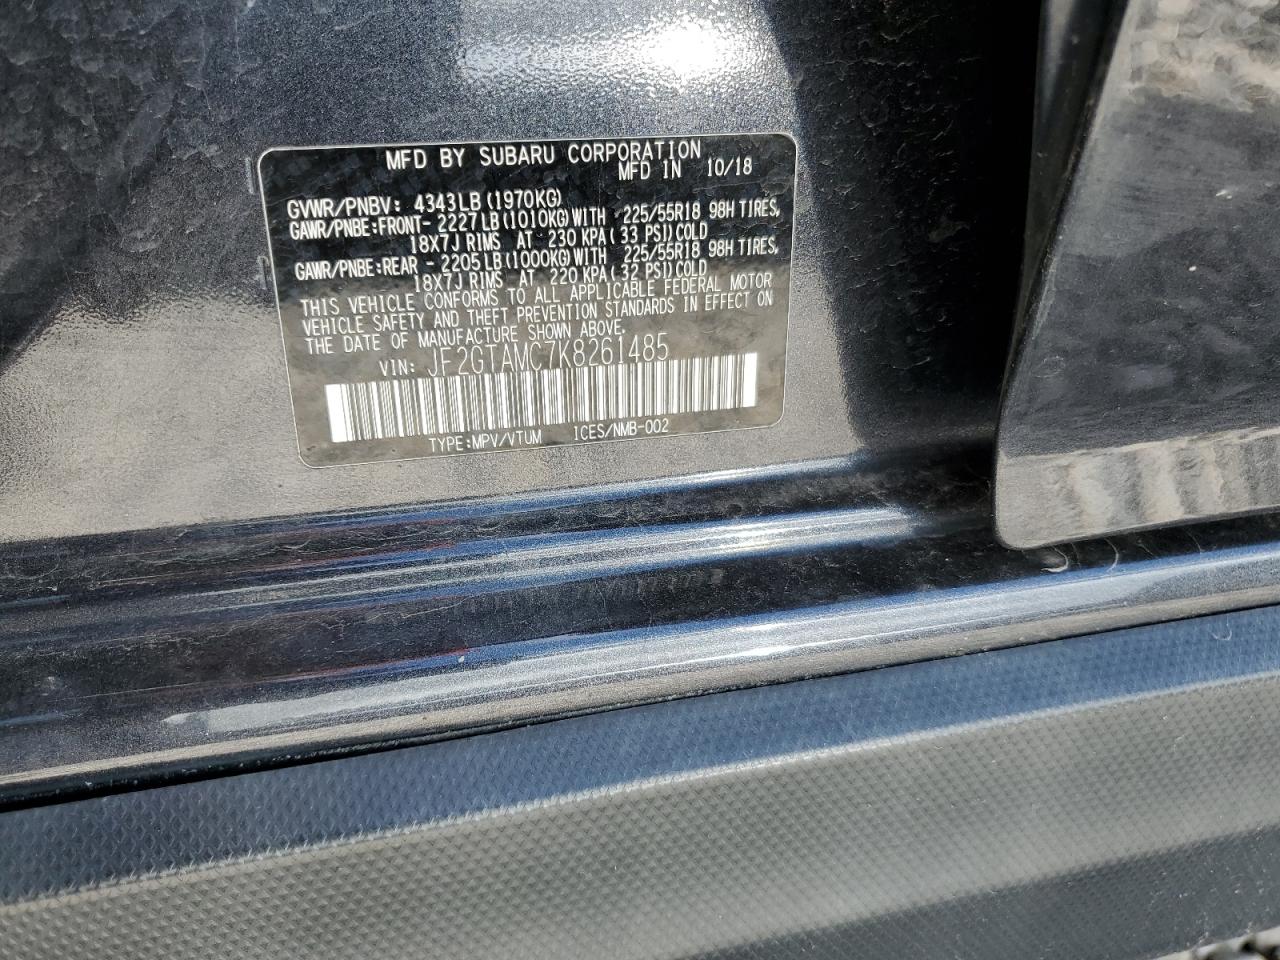 MFD BY SUBARU CORPORATION
MFD IN 10/18
GVWR/PNBV: 4343LB(1970KG)
GAWR/PNBE:FRONT- 2227LB(1010KG)WITH 225/55R18 98H TIRES,
18X7J RIMS AT 230 KPA(33 PSI)COLD
GAWR/PNBE:REAR - 2205LB(1000KG)WITH 225/55R18 98H TIRES,
18X7J RIMS AT 220 KPA(32 PSI)COLD
THIS VEHICLE CONFORMS TO ALL APPLICABLE FEDERAL MOTOR
VEHICLE SAFETY AND THEFT PREVENTION STANDARDS IN EFFECT ON
THE DATE OF MANUFACTURE SHOWN ABOVE.
VIN: JF2GTAMC7K8261485
TYPE:MPV/VTUM ICES/NMB-002